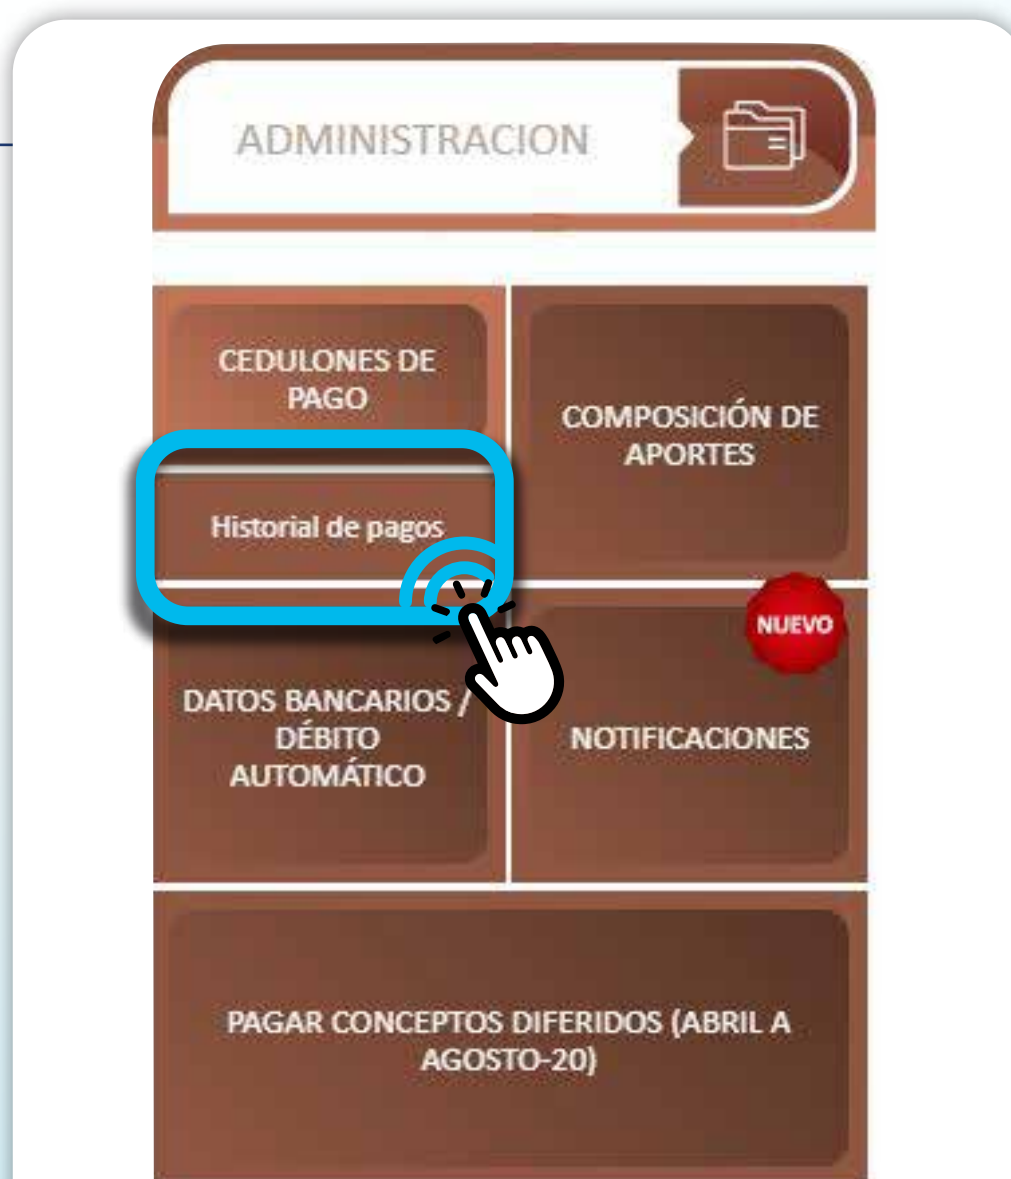 ADMINISTRACION
CEDULONES DE
PAGO
Historial de pagos
COMPOSICIÓN DE
APORTES
DATOS BANCARIOS /
DÉBITO
AUTOMÁTICO
NUEVO
NOTIFICACIONES
PAGAR CONCEPTOS DIFERIDOS (ABRIL A
AGOSTO-20)